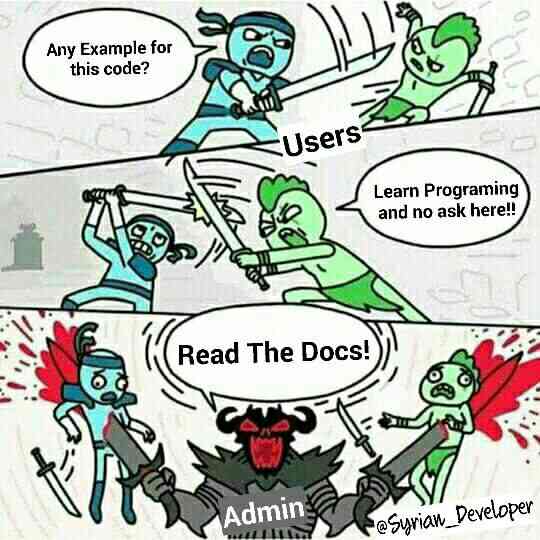 Any Example for
this code?
Users
Learn Programing
and no ask here!!
Read The Docs!
Admin
@Syrian_Developer